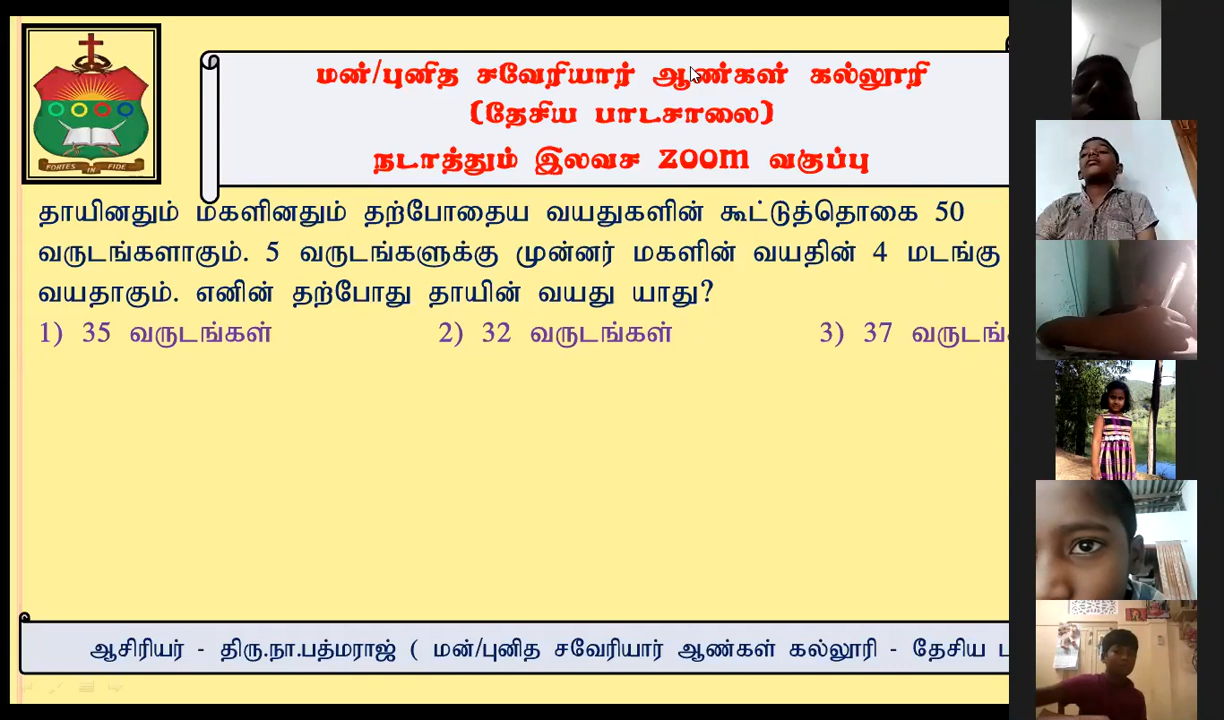 மன்/புனித சவேரியார் ஆண்கள் கல்லூரி
(தேசிய பாடசாலை)
நடாத்தும் இலவச ZOOM வகுப்பு
FORTES IN FIDE
தாயினதும் மகளினதும் தற்போதைய வயதுகளின் கூட்டுத்தொகை 50
வருடங்களாகும். 5 வருடங்களுக்கு முன்னர் மகளின் வயதின் 4 மடங்கு
வயதாகும். எனின் தற்போது தாயின் வயது யாது?
1) 35 வருடங்கள் 2) 32 வருடங்கள் 3) 37
ஆசிரியர் - திரு.நா.பத்மராஜ் ( மன்/புனித சவேரியார் ஆண்கள் கல்லூரி - தேசிய